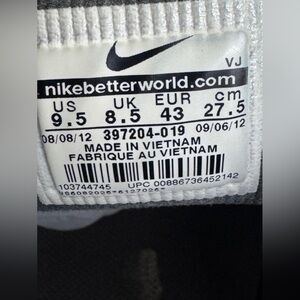 VJ
nikebetterworld.com
US UK EUR cm
9.5 8.5 43 27.5
08/08/12 397204-019 09/06/12
MADE IN VIETNAM
FABRIQUE AU VIETNAM
103744745 UPC 00886736452142